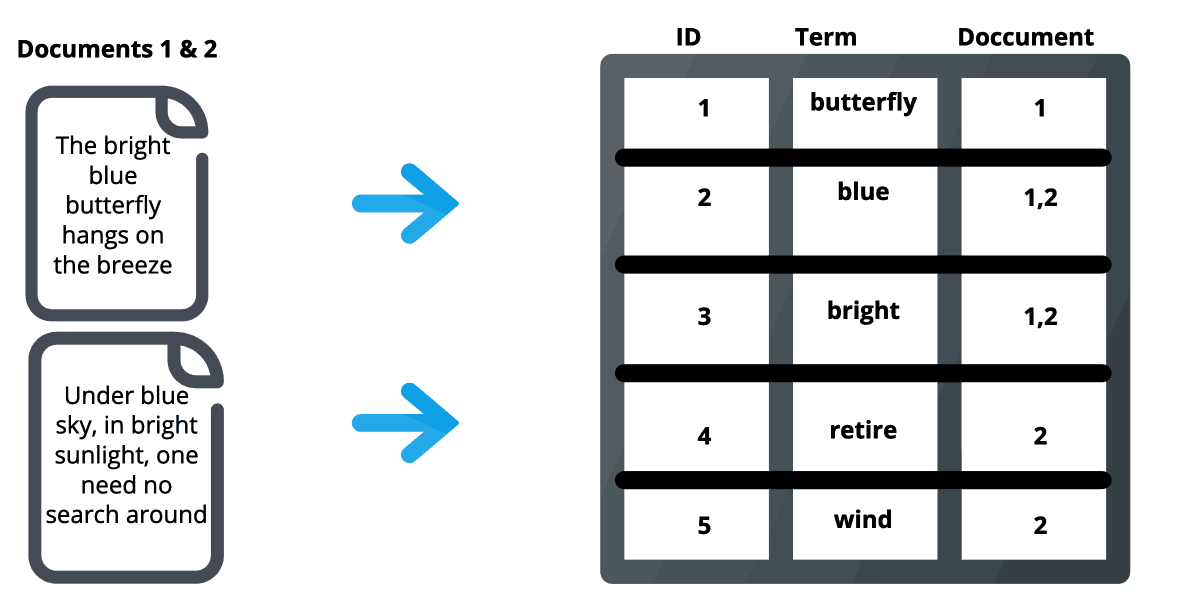 Documents 1 & 2
The bright
blue
butterfly
hangs on
the breeze
Under blue
sky, in bright
sunlight, one
need no
search around
ID Term Doccument
1 butterfly 1
2 blue 1,2
3 bright 1,2
4 retire 2
5 wind 2